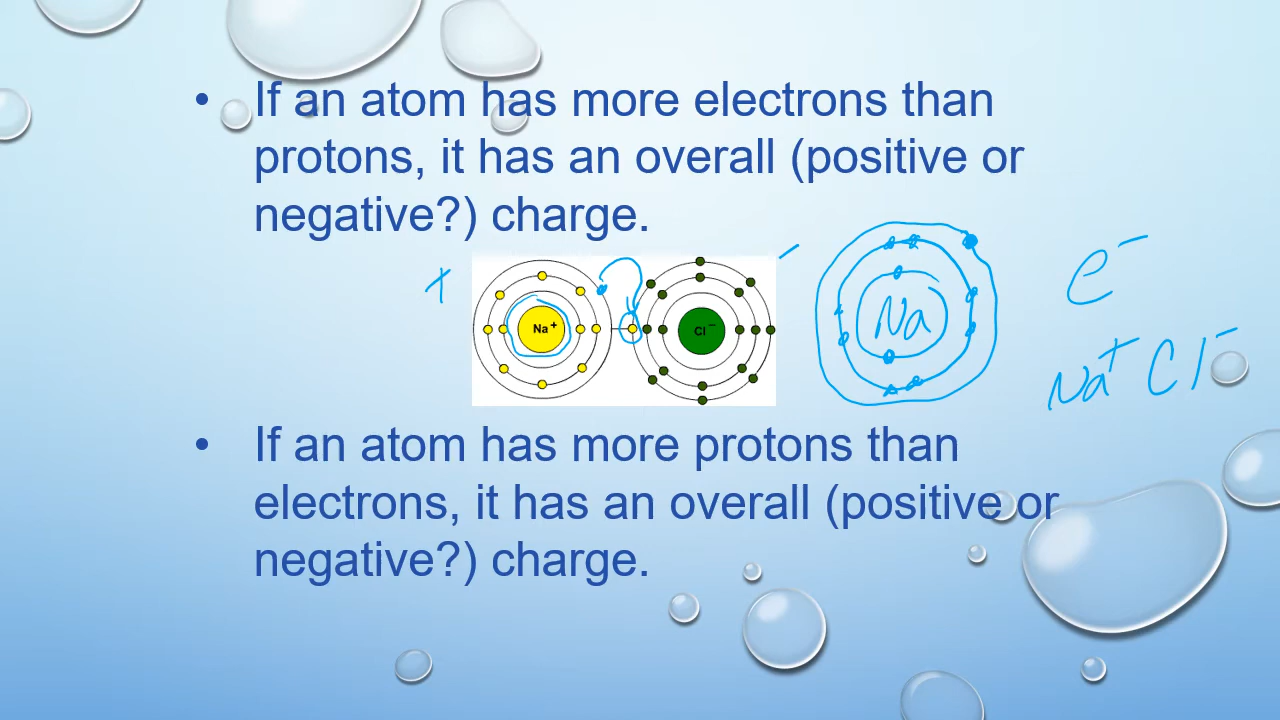 • If an atom has more electrons than
protons, it has an overall (positive or
negative?) charge.
+
Na⁺
Cl⁻
−
Na
e⁻
Na⁺ Cl⁻
• If an atom has more protons than
electrons, it has an overall (positive or
negative?) charge.